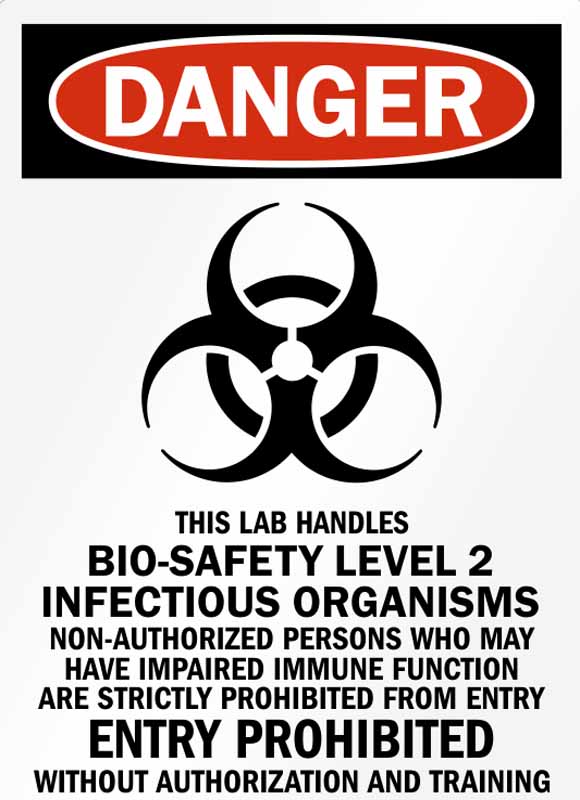 DANGER
THIS LAB HANDLES
BIO-SAFETY LEVEL 2
INFECTIOUS ORGANISMS
NON-AUTHORIZED PERSONS WHO MAY
HAVE IMPAIRED IMMUNE FUNCTION
ARE STRICTLY PROHIBITED FROM ENTRY
ENTRY PROHIBITED
WITHOUT AUTHORIZATION AND TRAINING